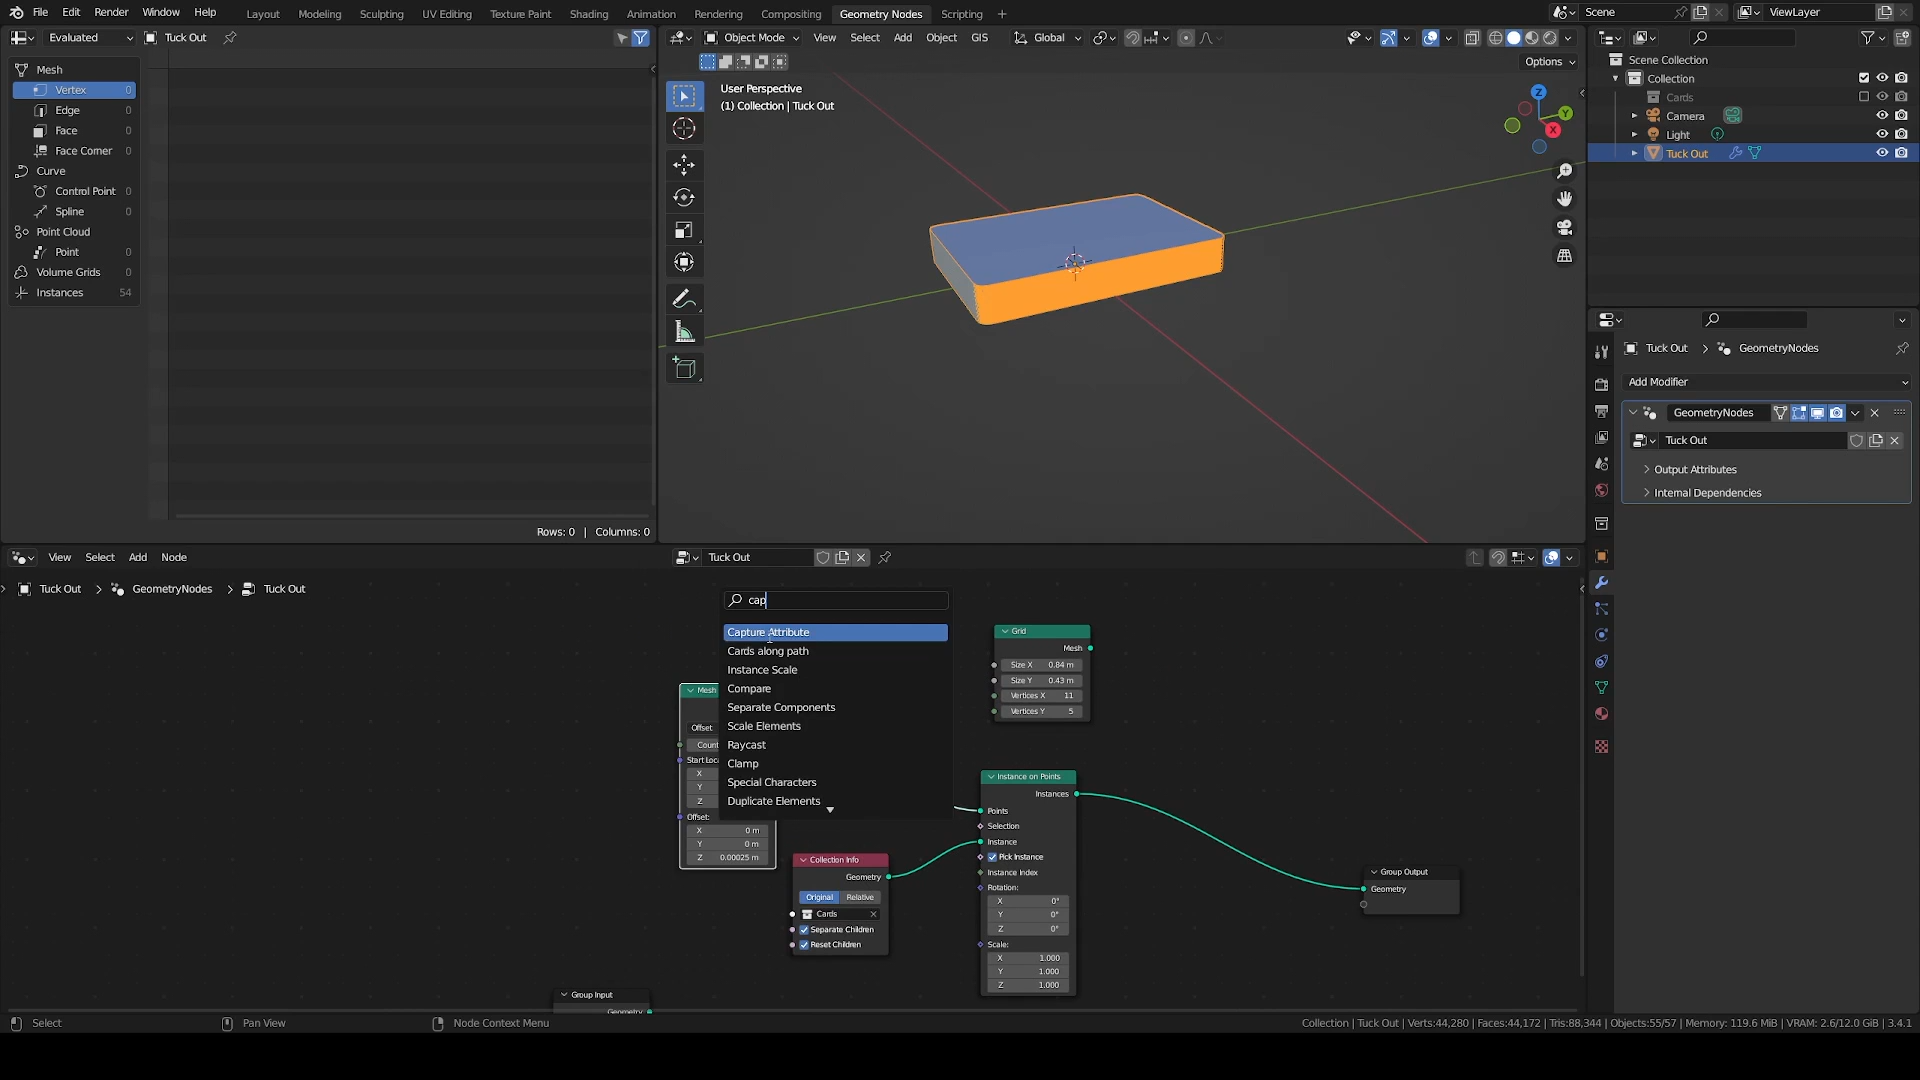 File Edit Render Window Help Layout Modeling Sculpting UV Editing Texture Paint Shading Animation Rendering Compositing Geometry Nodes Scripting + Scene ViewLayer
Evaluated Tuck Out
Object Mode View Select Add Object GIS Global
Options
Mesh
Vertex 0
Edge 0
Face 0
Face Corner 0
Curve
Control Point 0
Spline 0
Point Cloud
Point 0
Volume Grids 0
Instances 54
Rows: 0 | Columns: 0
User Perspective
(1) Collection | Tuck Out
Z
Y
X
Scene Collection
Collection
Cards
Camera
Light
Tuck Out
Tuck Out > GeometryNodes
Add Modifier
GeometryNodes
Tuck Out
Output Attributes
Internal Dependencies
View Select Add Node Tuck Out
Tuck Out > GeometryNodes > Tuck Out
cap
Capture Attribute
Cards along path
Instance Scale
Compare
Separate Components
Scale Elements
Raycast
Clamp
Special Characters
Duplicate Elements
Mesh
Offset
Count
Start Loca
X
Y
Z
Offset:
X 0 m
Y 0 m
Z 0.00025 m
Grid
Mesh
Size X 0.84 m
Size Y 0.43 m
Vertices X 11
Vertices Y 5
Collection Info
Geometry
Original Relative
Cards
Separate Children
Reset Children
Instance on Points
Instances
Points
Selection
Instance
Pick Instance
Instance Index
Rotation:
X 0°
Y 0°
Z 0°
Scale:
X 1.000
Y 1.000
Z 1.000
Group Output
Geometry
Group Input
Geometry
Select Pan View Node Context Menu Collection | Tuck Out | Verts:44,280 | Faces:44,172 | Tris:88,344 | Objects:55/57 | Memory: 119.6 MiB | VRAM: 2.6/12.0 GiB | 3.4.1